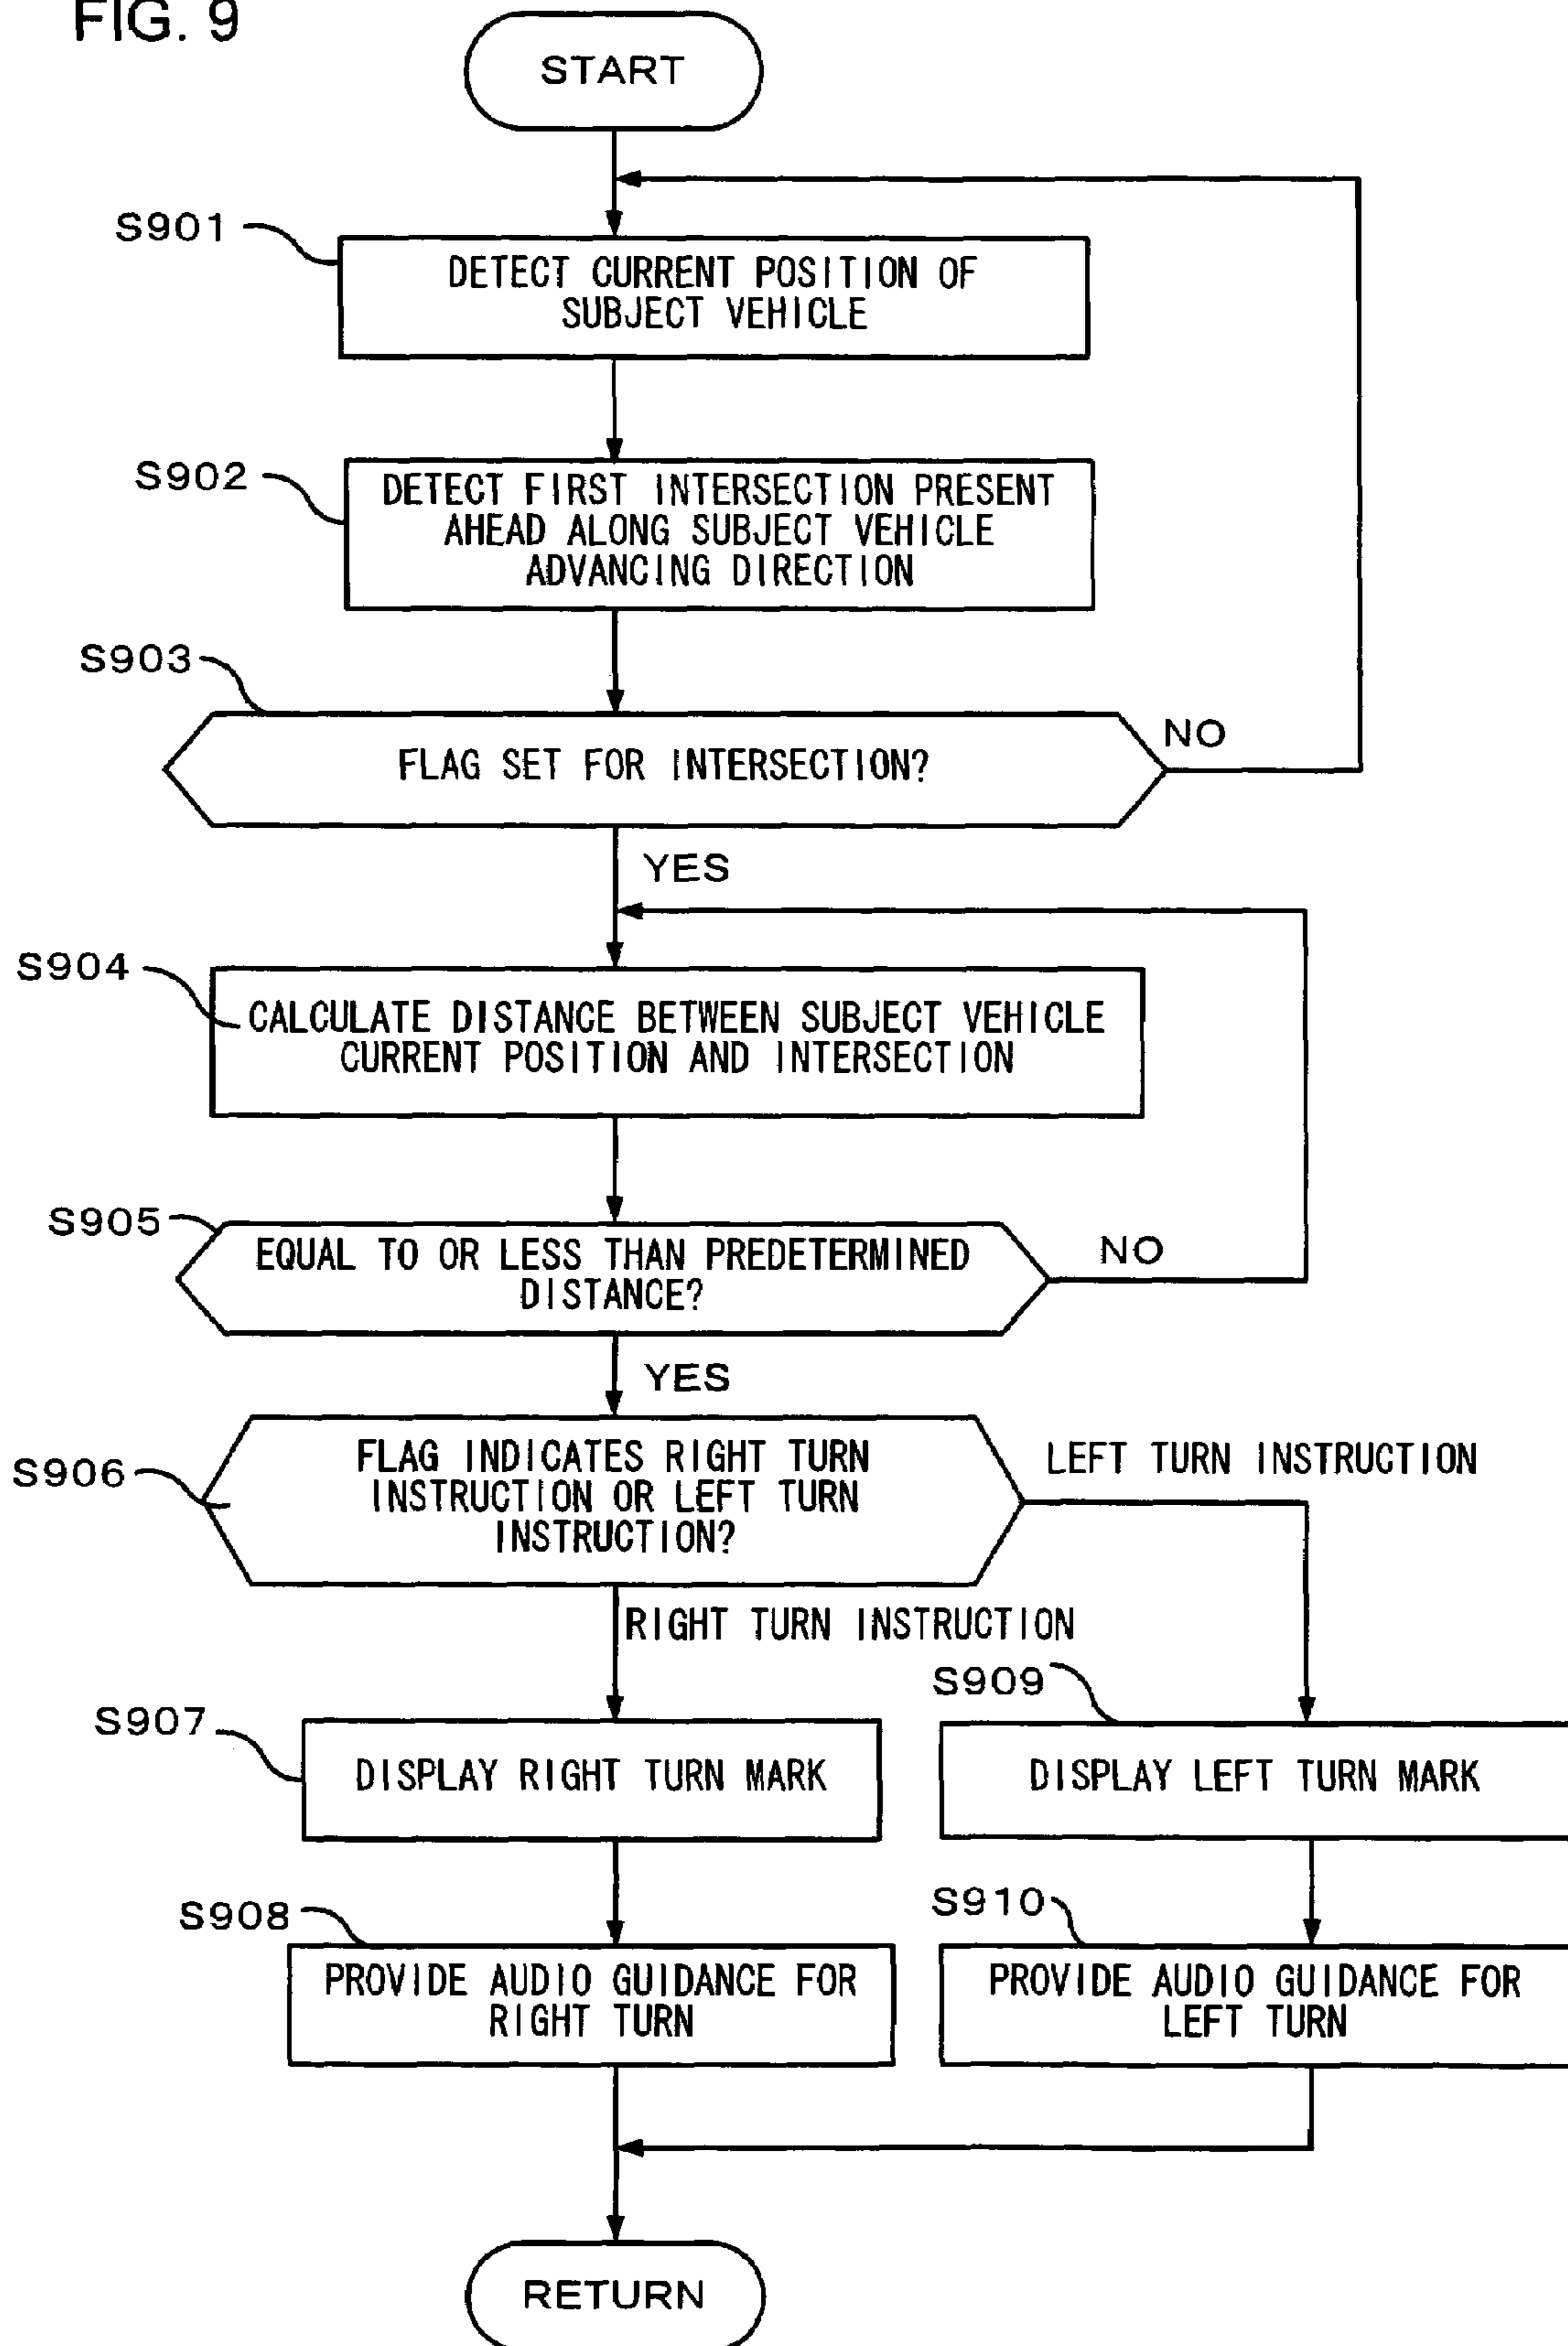 FIG. 9
START
S901
DETECT CURRENT POSITION OF
SUBJECT VEHICLE
S902
DETECT FIRST INTERSECTION PRESENT
AHEAD ALONG SUBJECT VEHICLE
ADVANCING DIRECTION
S903
FLAG SET FOR INTERSECTION?
NO
YES
S904
CALCULATE DISTANCE BETWEEN SUBJECT VEHICLE
CURRENT POSITION AND INTERSECTION
S905
EQUAL TO OR LESS THAN PREDETERMINED
DISTANCE?
NO
YES
S906
FLAG INDICATES RIGHT TURN
INSTRUCTION OR LEFT TURN
INSTRUCTION?
LEFT TURN INSTRUCTION
RIGHT TURN INSTRUCTION
S907
DISPLAY RIGHT TURN MARK
S909
DISPLAY LEFT TURN MARK
S908
PROVIDE AUDIO GUIDANCE FOR
RIGHT TURN
S910
PROVIDE AUDIO GUIDANCE FOR
LEFT TURN
RETURN